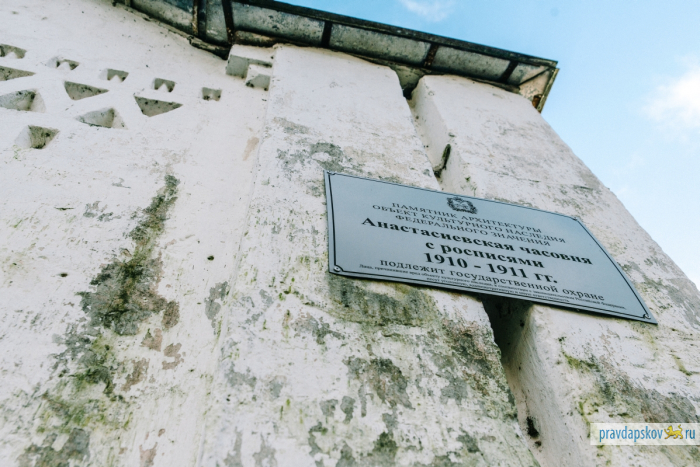 ПАМЯТНИК АРХИТЕКТУРЫ
ОБЪЕКТ КУЛЬТУРНОГО НАСЛЕДИЯ
ФЕДЕРАЛЬНОГО ЗНАЧЕНИЯ
Анастасиевская часовня
с росписями
1910 - 1911 гг.
подлежит государственной охране
pravdapskov.ru